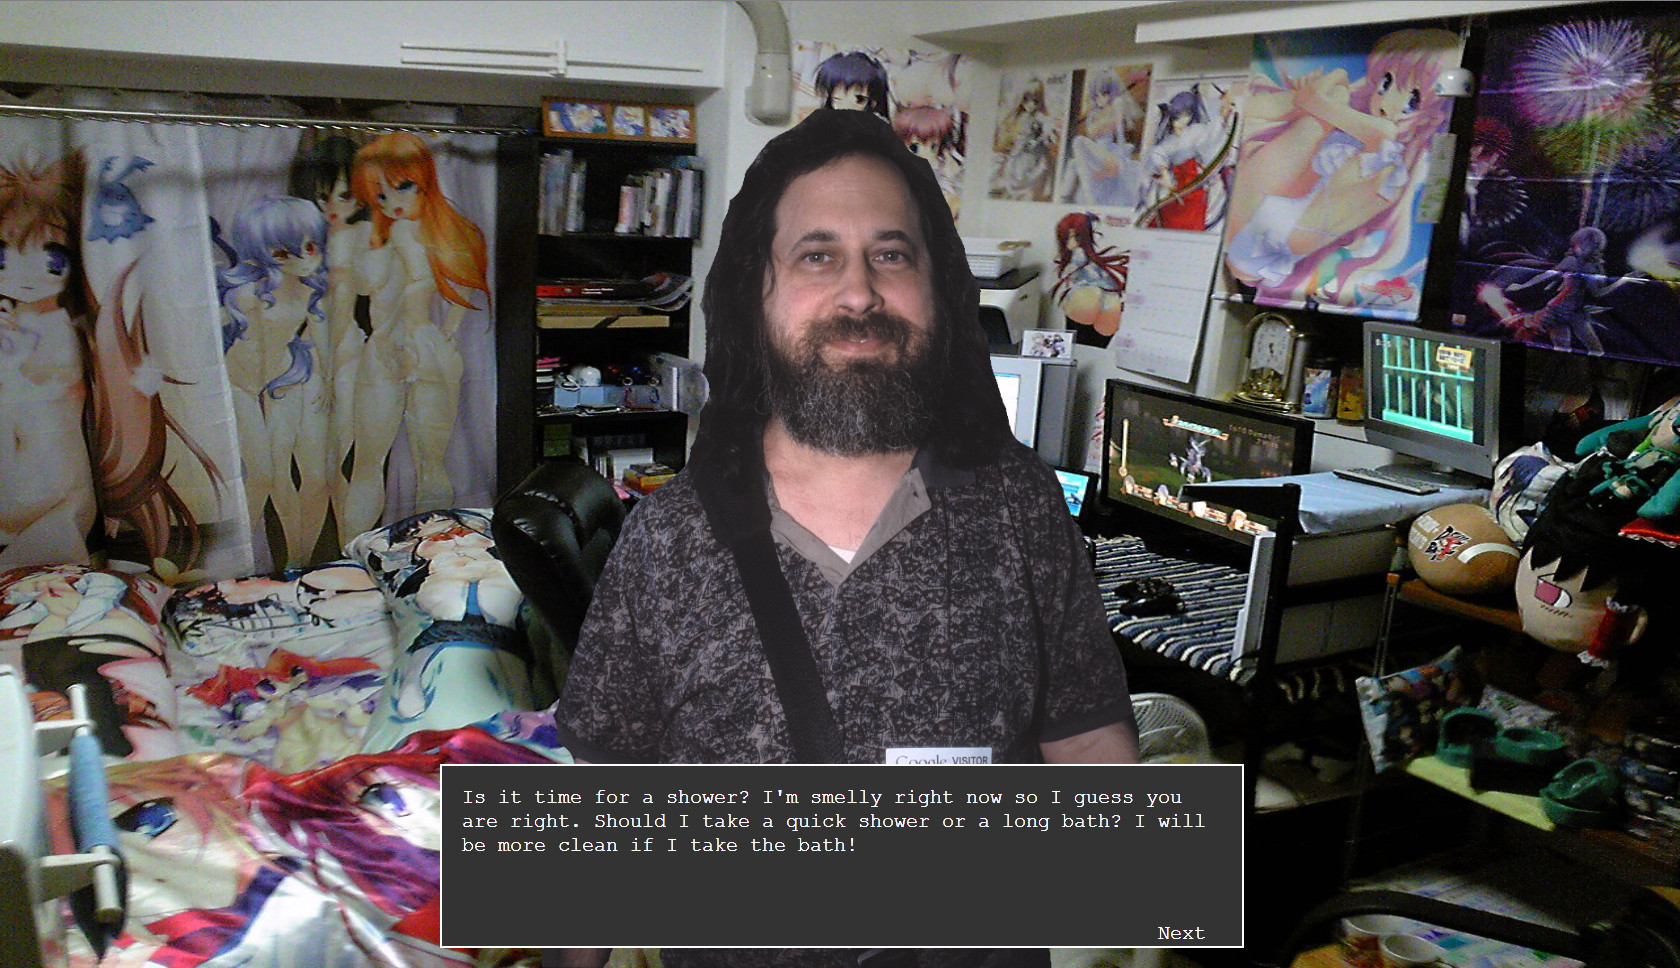 Google VISITOR
Is it time for a shower? I'm smelly right now so I guess you
are right. Should I take a quick shower or a long bath? I will
be more clean if I take the bath!
Next